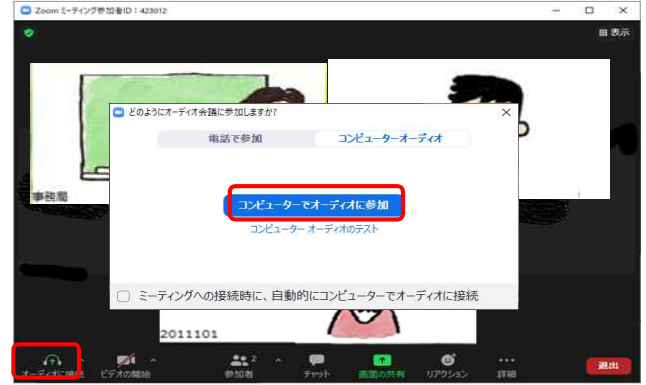 Zoom ミーティング参加者ID：423012
表示
どのようにオーディオ会議に参加しますか?
電話で参加
コンピューターオーディオ
事務局
コンピューターでオーディオに参加
コンピューター オーディオのテスト
ミーティングへの接続時に、自動的にコンピューターでオーディオに接続
2011101
オーディオに接続
ビデオの開始
2
参加者
チャット
画面の共有
リアクション
詳細
退出